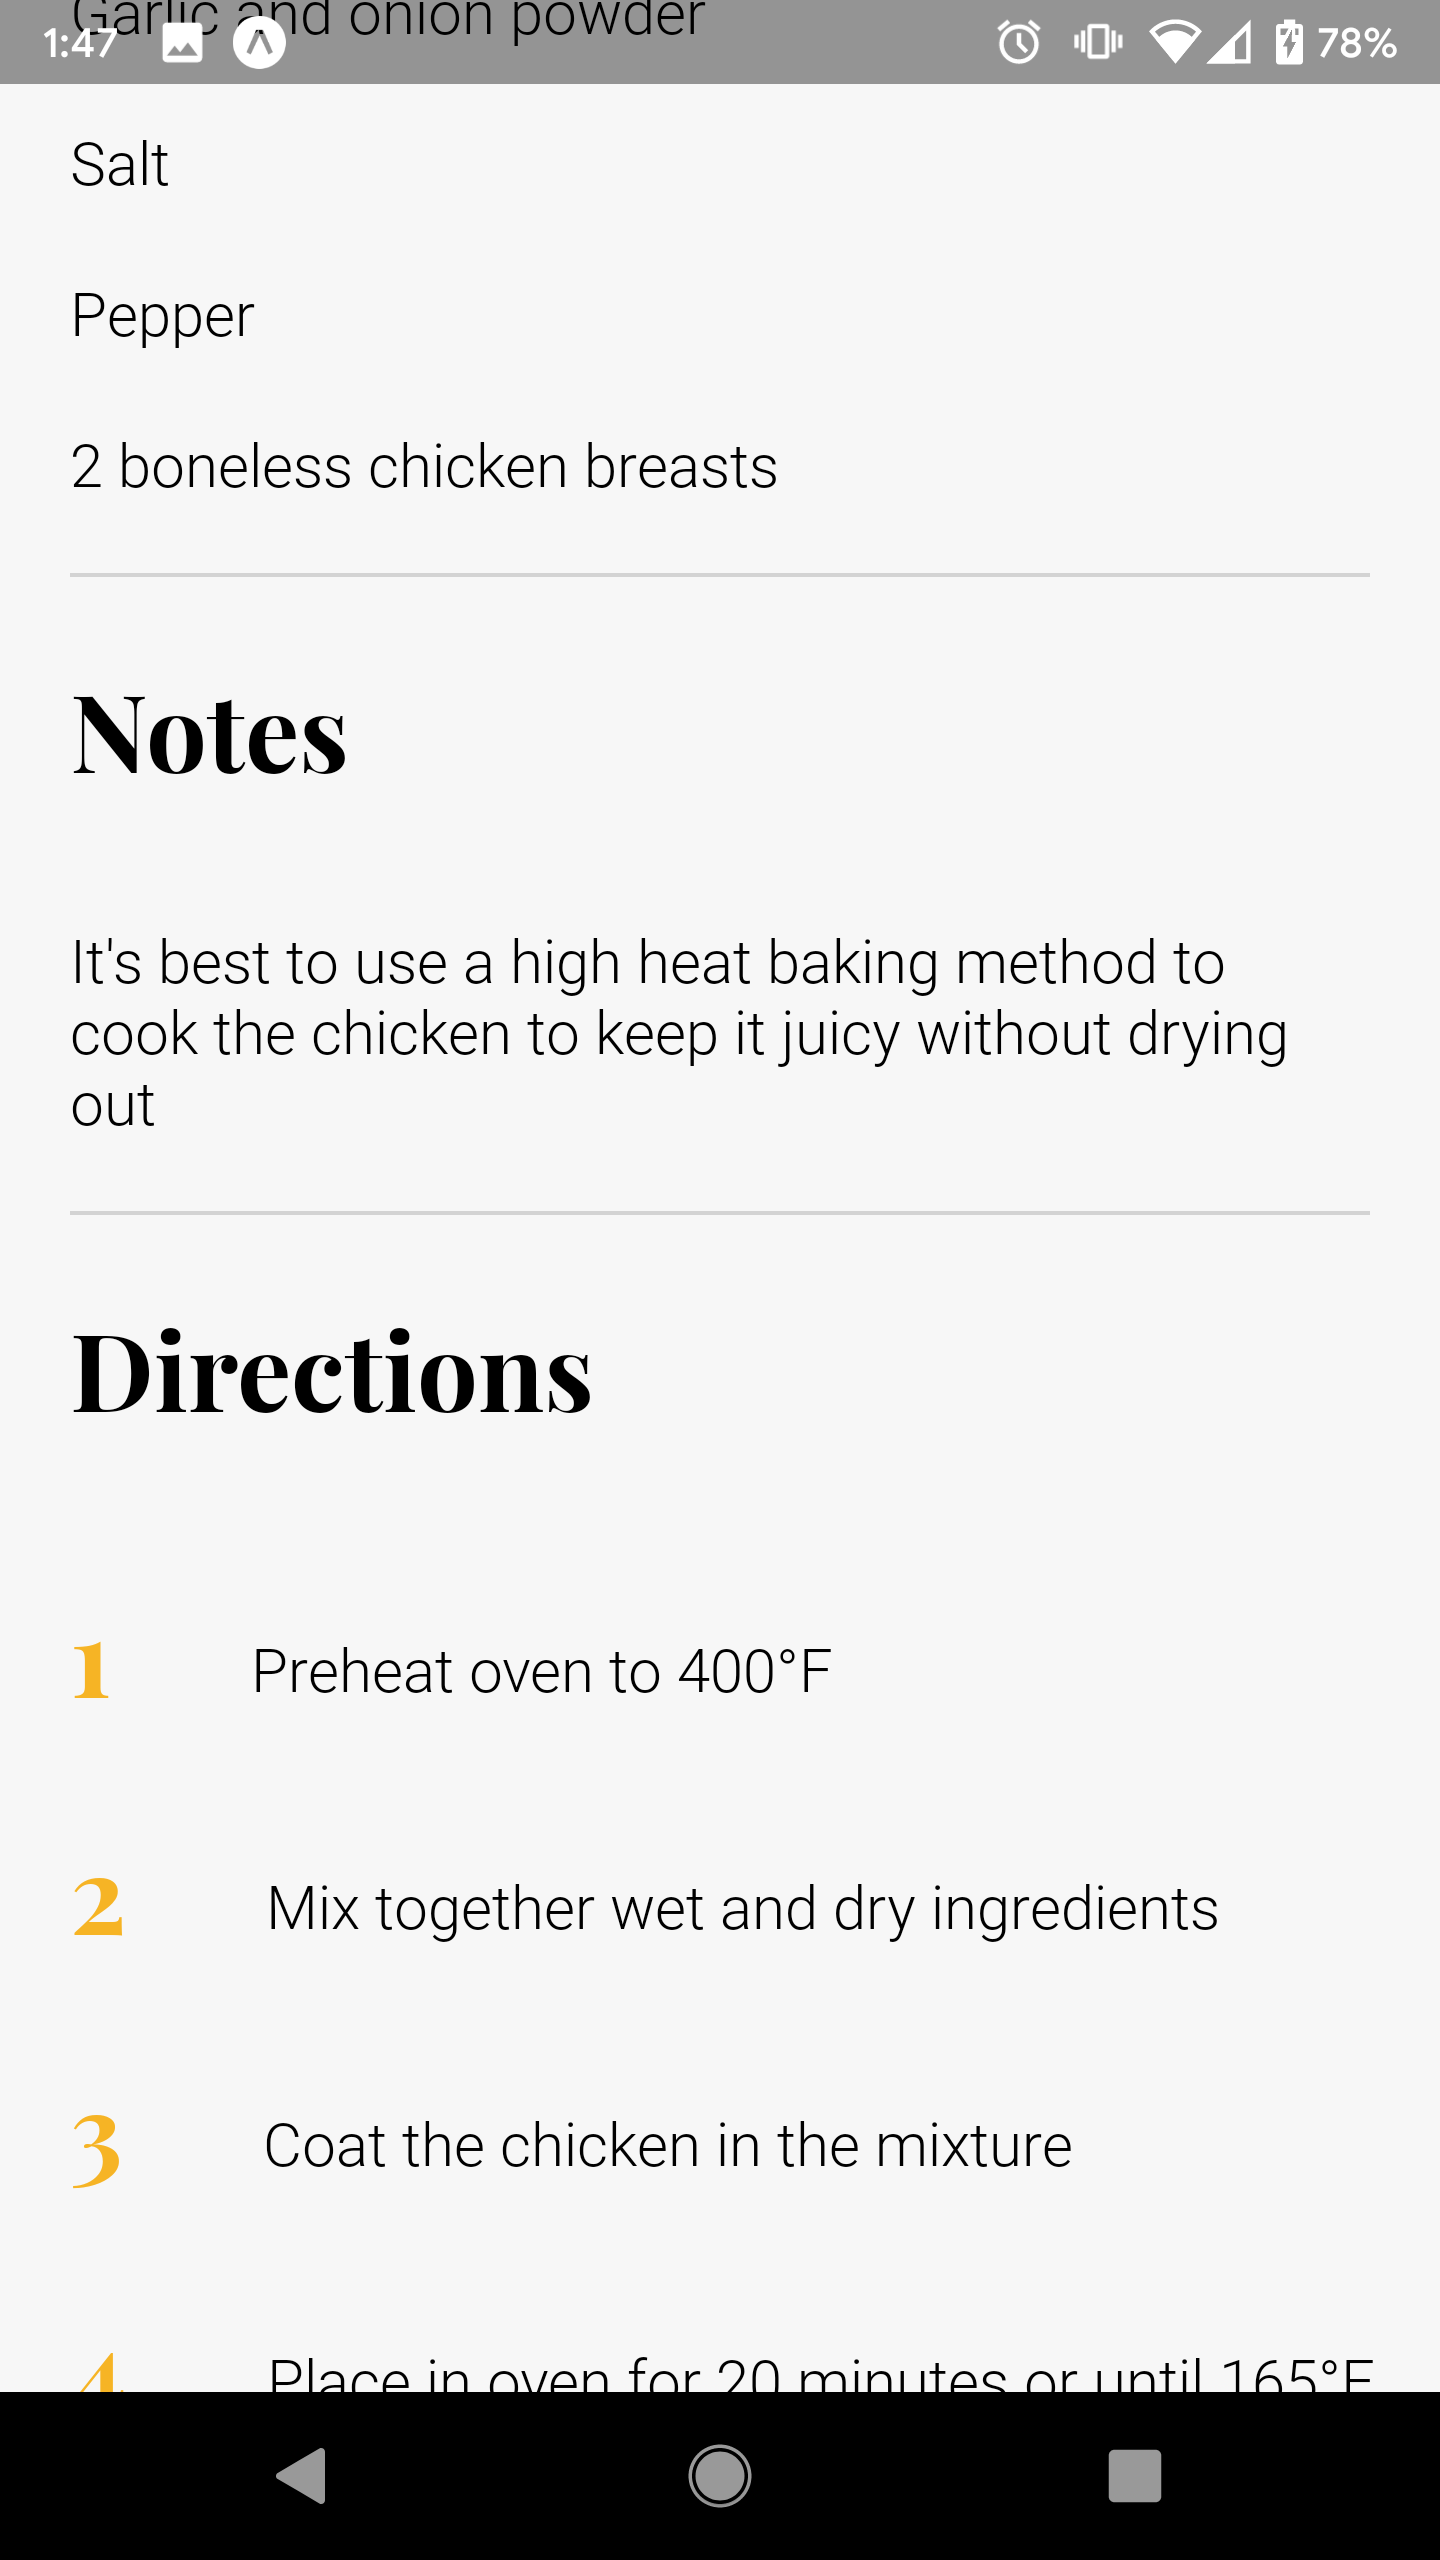 Garlic and onion powder
1:47
78%
Salt
Pepper
2 boneless chicken breasts
Notes
It's best to use a high heat baking method to
cook the chicken to keep it juicy without drying
out
Directions
1 Preheat oven to 400°F
2 Mix together wet and dry ingredients
3 Coat the chicken in the mixture
4 Place in oven for 20 minutes or until 165°F